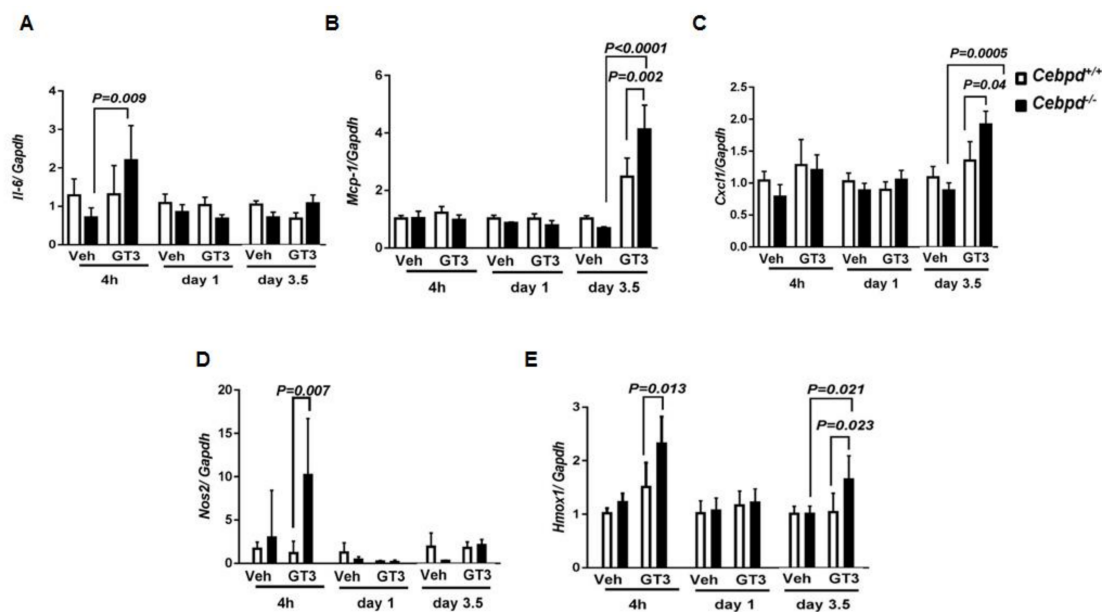 A
Il-6/ Gapdh
4
3
2
1
0
P=0.009
Veh
GT3
Veh
GT3
Veh
GT3
4h
day 1
day 3.5
B
Mcp-1/Gapdh
6
4
2
0
P<0.0001
P=0.002
Veh
GT3
Veh
GT3
Veh
GT3
4h
day 1
day 3.5
C
Cxcl1/Gapdh
2.5
2.0
1.5
1.0
0.5
0.0
P=0.0005
P=0.04
Veh
GT3
Veh
GT3
Veh
GT3
4h
day 1
day 3.5
Cebpd+/+
Cebpd-/-
D
Nos2/ Gapdh
20
15
10
5
0
P=0.007
Veh
GT3
Veh
GT3
Veh
GT3
4h
day 1
day 3.5
E
Hmox1/ Gapdh
3
2
1
0
P=0.013
P=0.021
P=0.023
Veh
GT3
Veh
GT3
Veh
GT3
4h
day 1
day 3.5